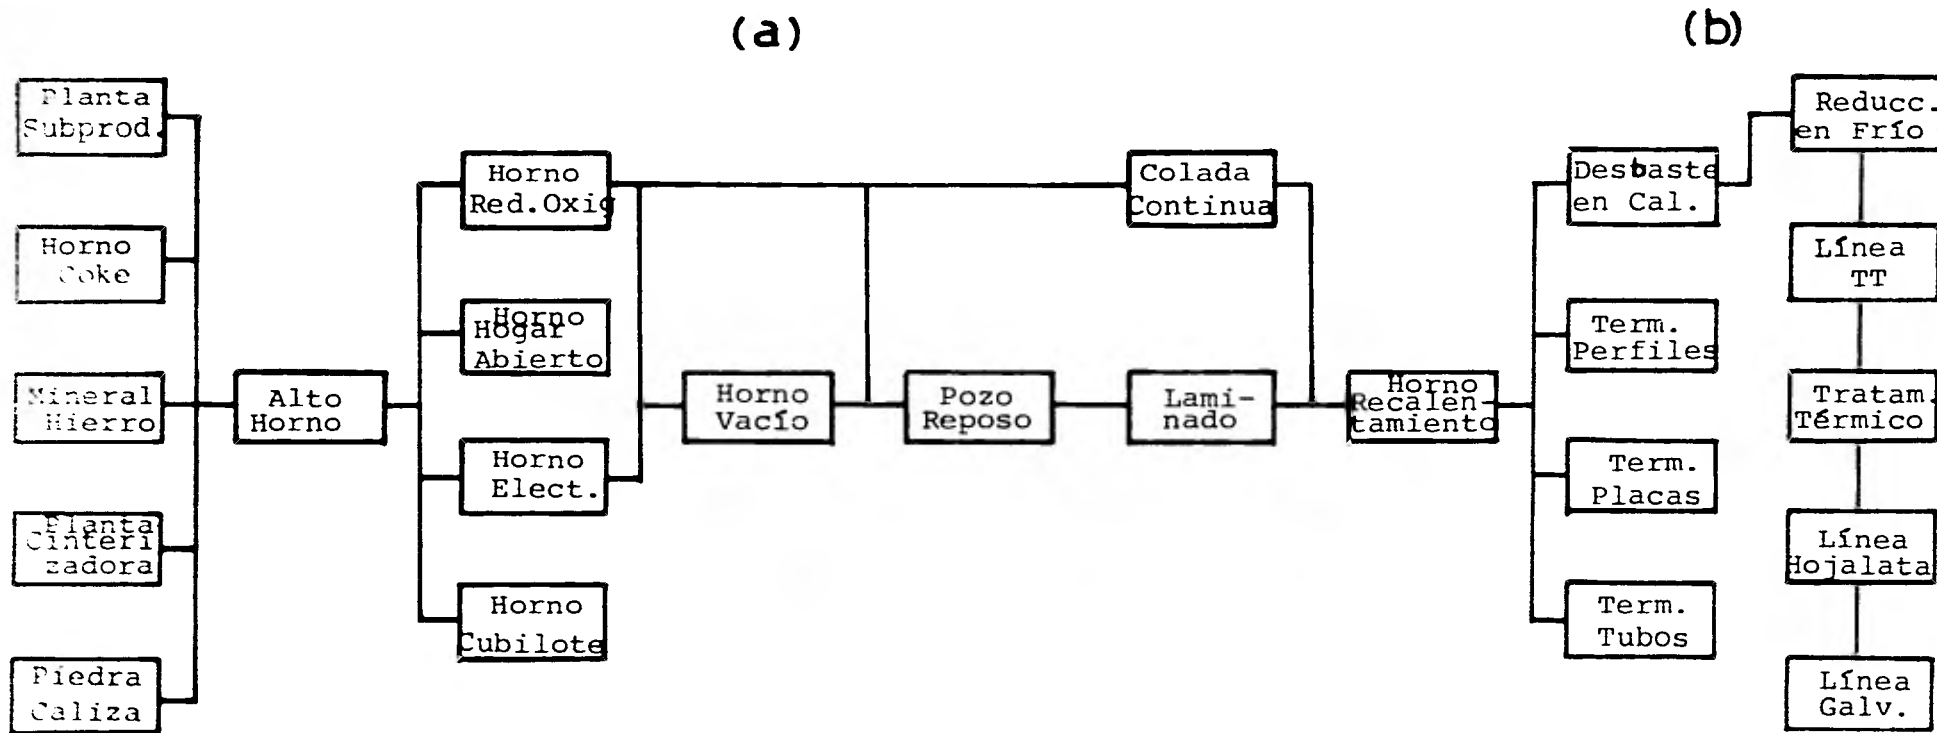 (a)
(b)
Planta
Subprod.
Horno
Coke
Mineral
Hierro
Planta
Cinteri
zadora
Piedra
Caliza
Alto
Horno
Horno
Red.Oxig
Horno
Hogar
Abierto
Horno
Elect.
Horno
Cubilote
Horno
Vacío
Pozo
Reposo
Colada
Continua
Lami-
nado
Horno
Recalen-
tamiento
Desbaste
en Cal.
Term.
Perfiles
Term.
Placas
Term.
Tubos
Reducc.
en Frío
Línea
TT
Tratam.
Térmico
Línea
Hojalata
Línea
Galv.